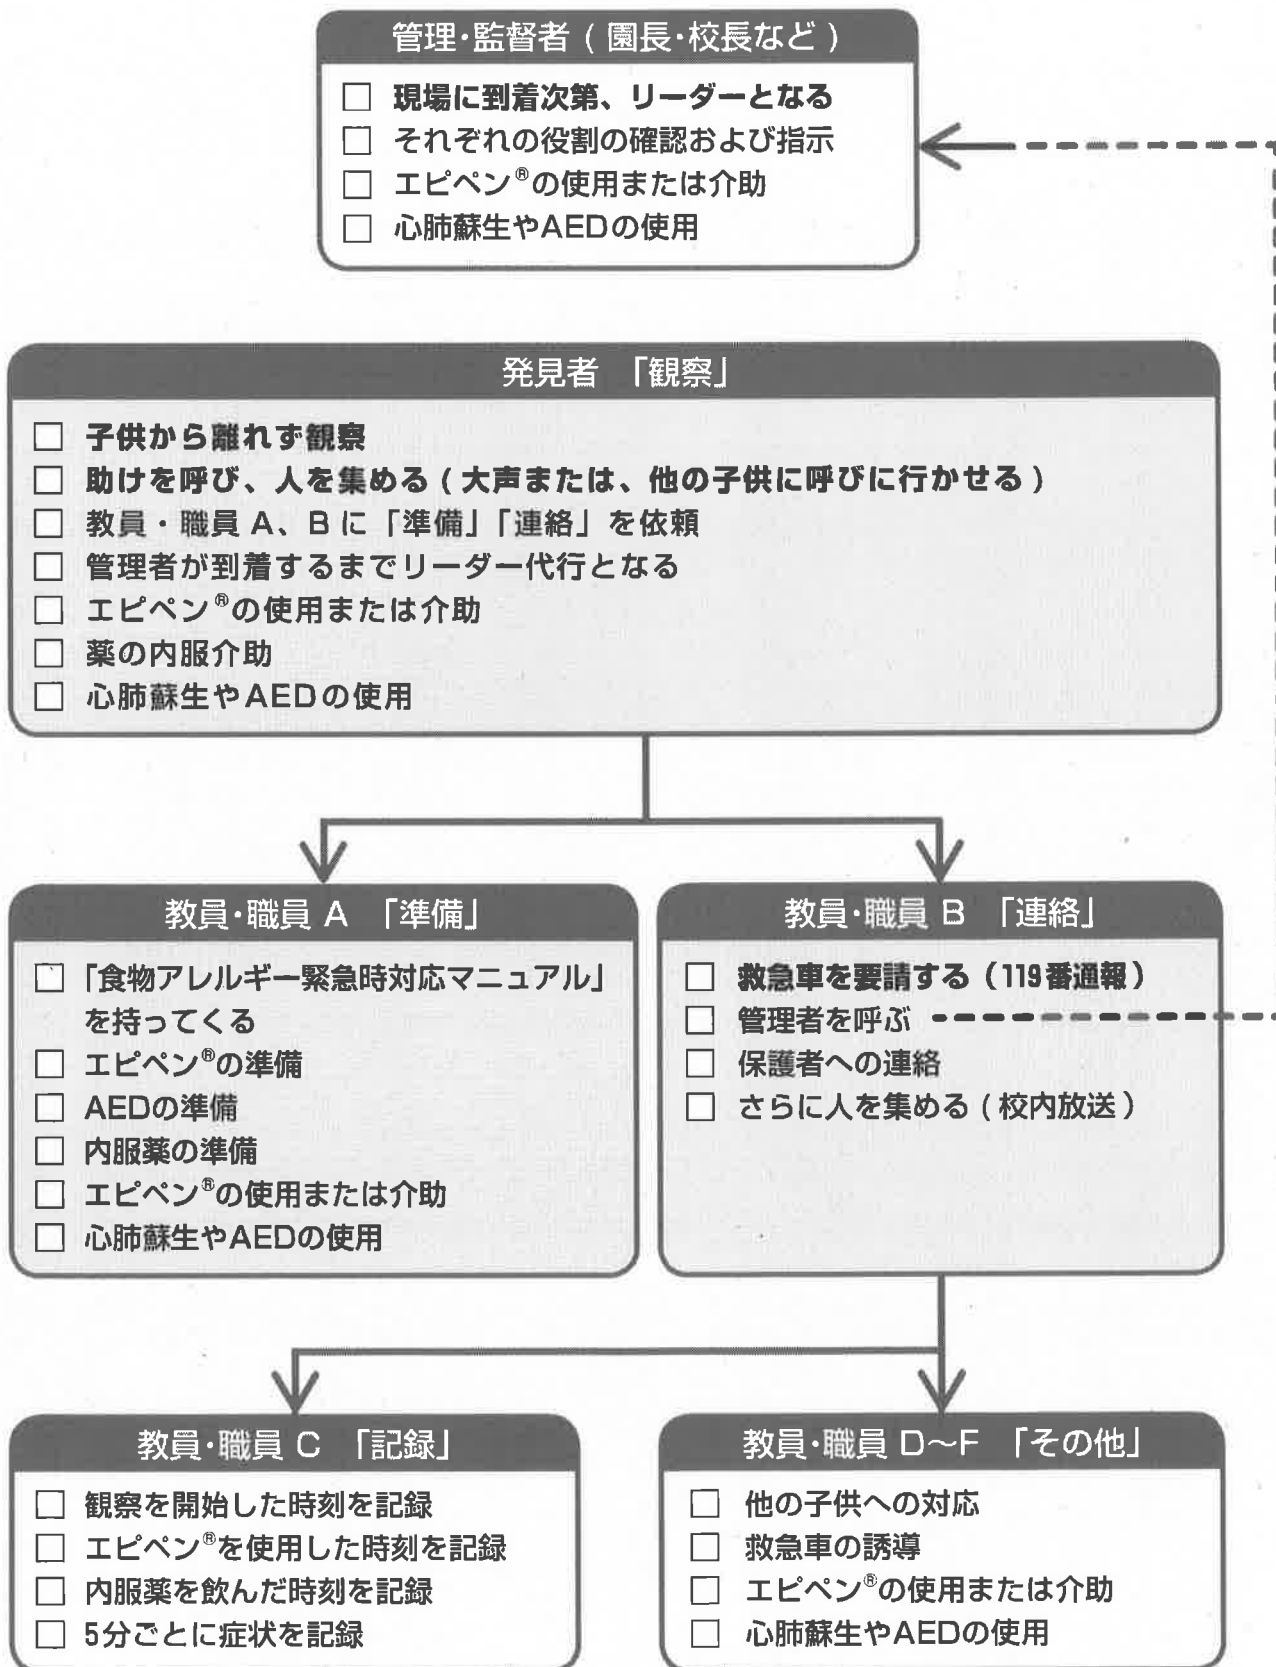 管理・監督者(園長・校長など)
□ 現場に到着次第、リーダーとなる
□ それぞれの役割の確認および指示
□ エピペン®の使用または介助
□ 心肺蘇生やAEDの使用
発見者 「観察」
□ 子供から離れず観察
□ 助けを呼び、人を集める(大声または、他の子供に呼びに行かせる)
□ 教員・職員 A、B に「準備」「連絡」を依頼
□ 管理者が到着するまでリーダー代行となる
□ エピペン®の使用または介助
□ 薬の内服介助
□ 心肺蘇生やAEDの使用
教員・職員 A 「準備」
□ 「食物アレルギー緊急時対応マニュアル」
を持ってくる
□ エピペン®の準備
□ AEDの準備
□ 内服薬の準備
□ エピペン®の使用または介助
□ 心肺蘇生やAEDの使用
教員・職員 B 「連絡」
□ 救急車を要請する(119番通報)
□ 管理者を呼ぶ
□ 保護者への連絡
□ さらに人を集める(校内放送)
教員・職員 C 「記録」
□ 観察を開始した時刻を記録
□ エピペン®を使用した時刻を記録
□ 内服薬を飲んだ時刻を記録
□ 5分ごとに症状を記録
教員・職員 D〜F 「その他」
□ 他の子供への対応
□ 救急車の誘導
□ エピペン®の使用または介助
□ 心肺蘇生やAEDの使用